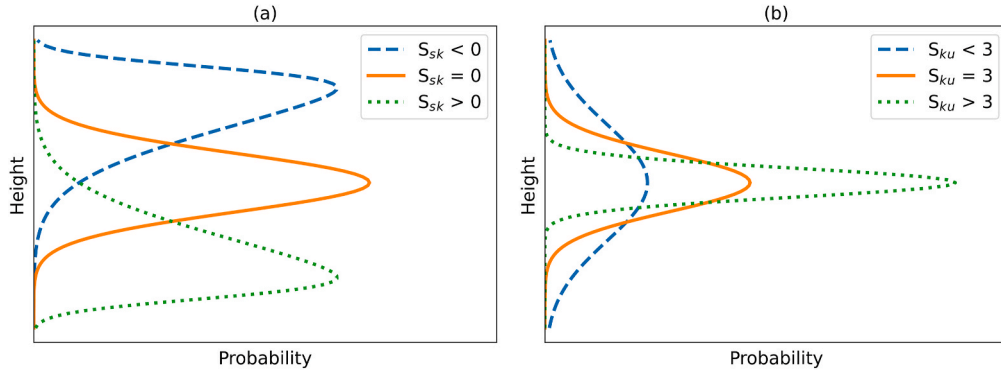 (a)
S_sk < 0
S_sk = 0
S_sk > 0
Height
Probability
(b)
S_ku < 3
S_ku = 3
S_ku > 3
Height
Probability